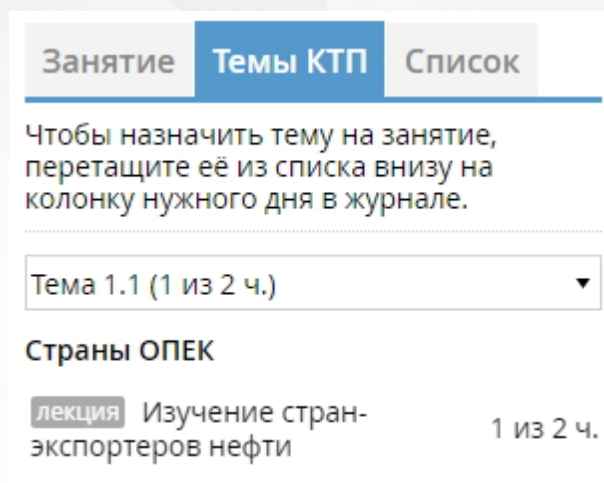 Занятие Темы КТП Список
Чтобы назначить тему на занятие,
перетащите её из списка внизу на
колонку нужного дня в журнале.
Тема 1.1 (1 из 2 ч.)
Страны ОПЕК
лекция Изучение стран-
экспортеров нефти 1 из 2 ч.